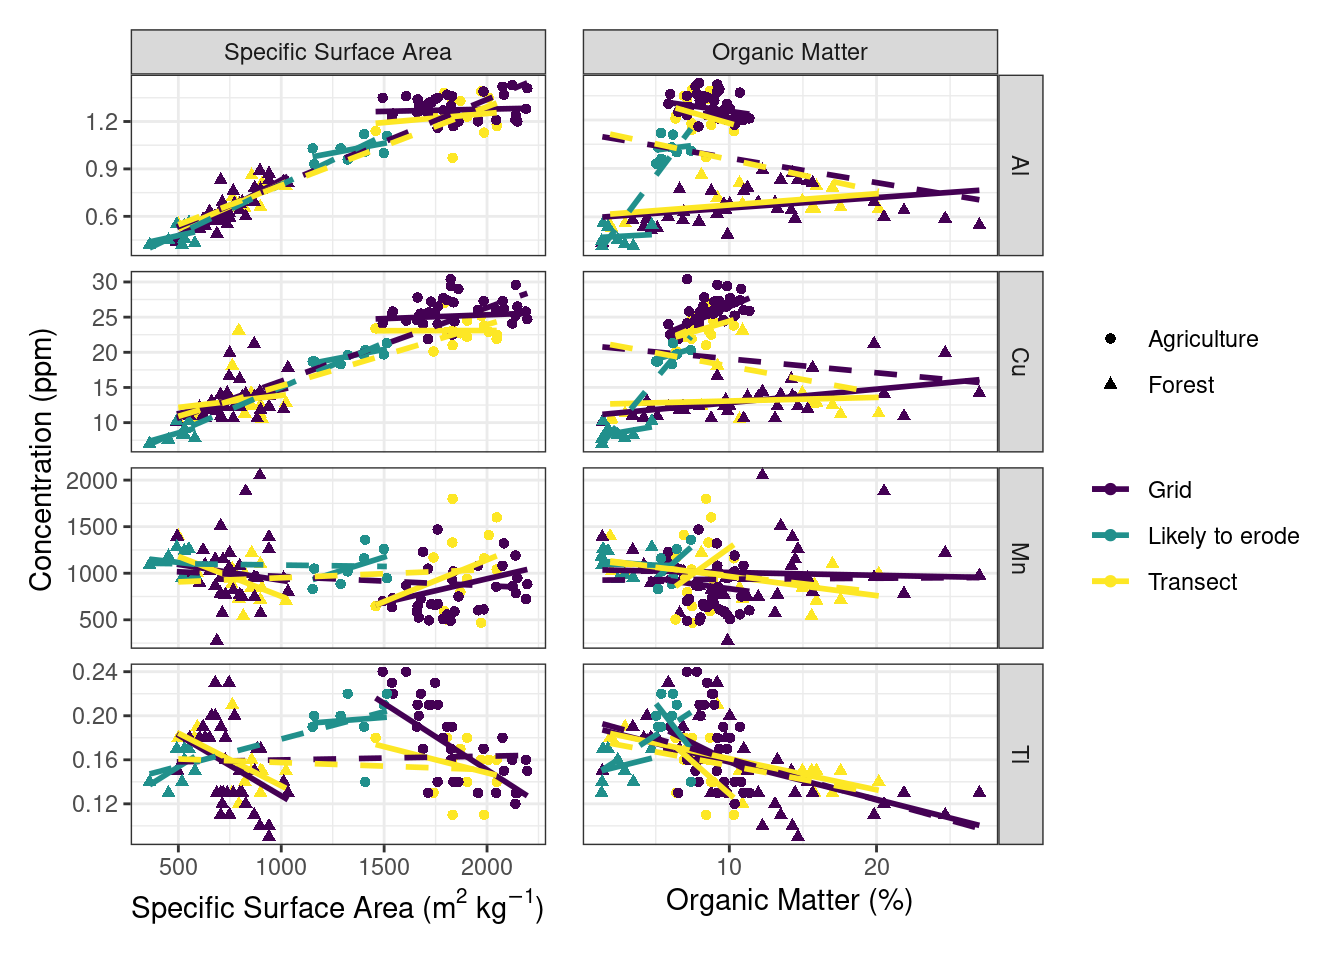 Specific Surface Area
Organic Matter
1.2
0.9
0.6
Al
30
25
20
15
10
Cu
2000
1500
1000
500
Mn
0.24
0.20
0.16
0.12
Tl
Concentration (ppm)
500
1000
1500
2000
10
20
Specific Surface Area (m² kg⁻¹)
Organic Matter (%)
Agriculture
Forest
Grid
Likely to erode
Transect